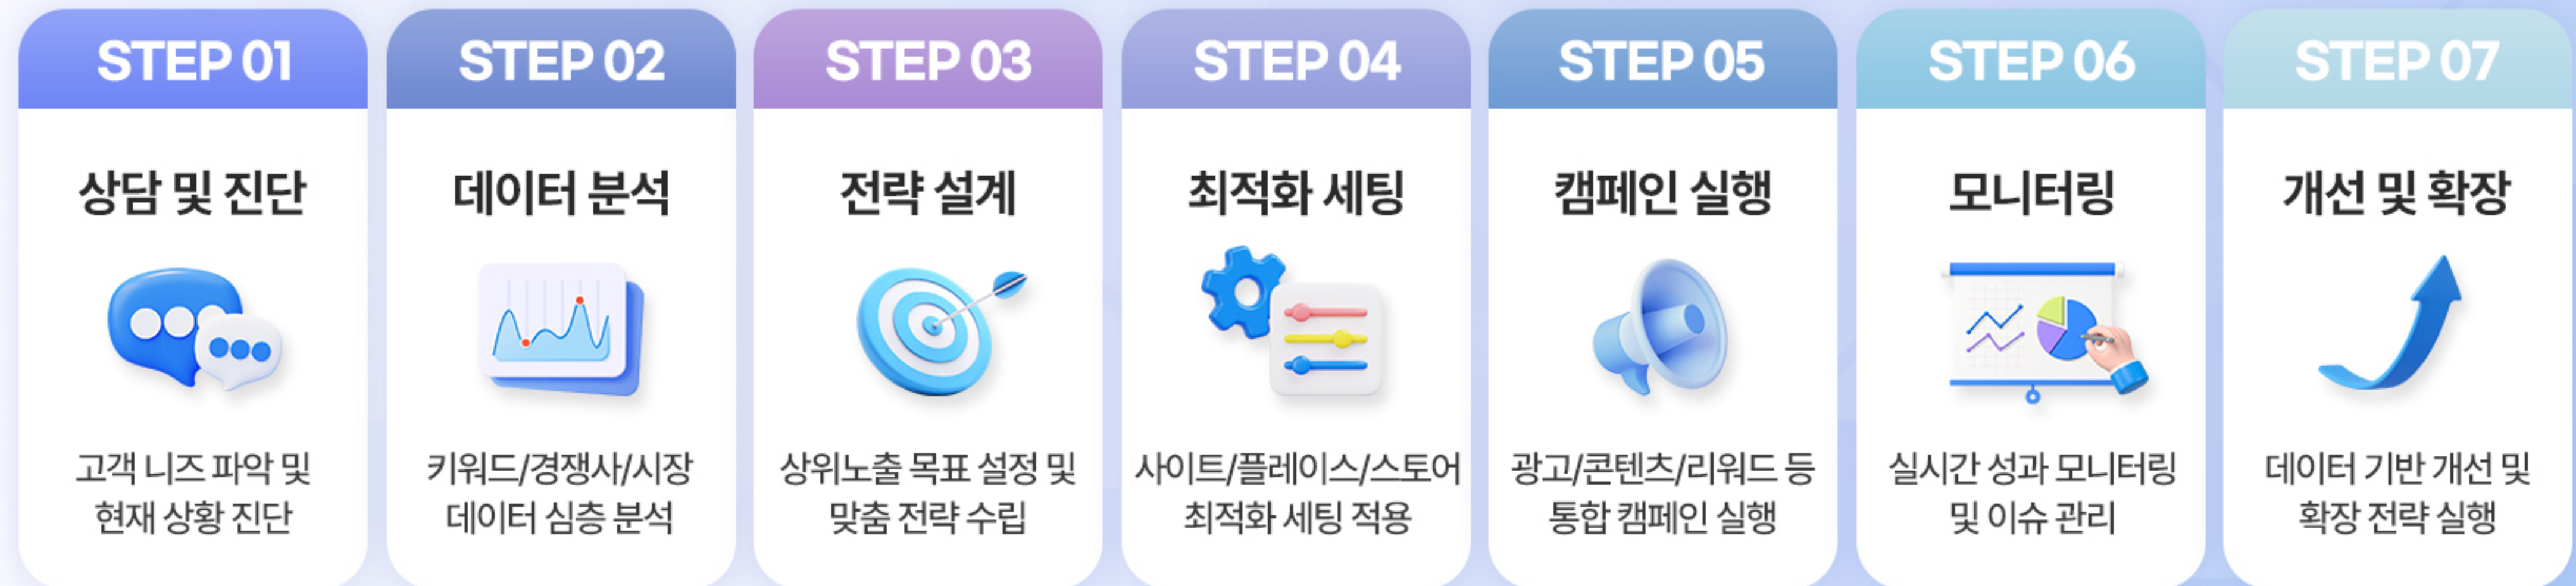 STEP 01
상담 및 진단
고객 니즈 파악 및
현재 상황 진단
STEP 02
데이터 분석
키워드/경쟁사/시장
데이터 심층 분석
STEP 03
전략 설계
상위노출 목표 설정 및
맞춤 전략 수립
STEP 04
최적화 세팅
사이트/플레이스/스토어
최적화 세팅 적용
STEP 05
캠페인 실행
광고/콘텐츠/리워드 등
통합 캠페인 실행
STEP 06
모니터링
실시간 성과 모니터링
및 이슈 관리
STEP 07
개선 및 확장
데이터 기반 개선 및
확장 전략 실행